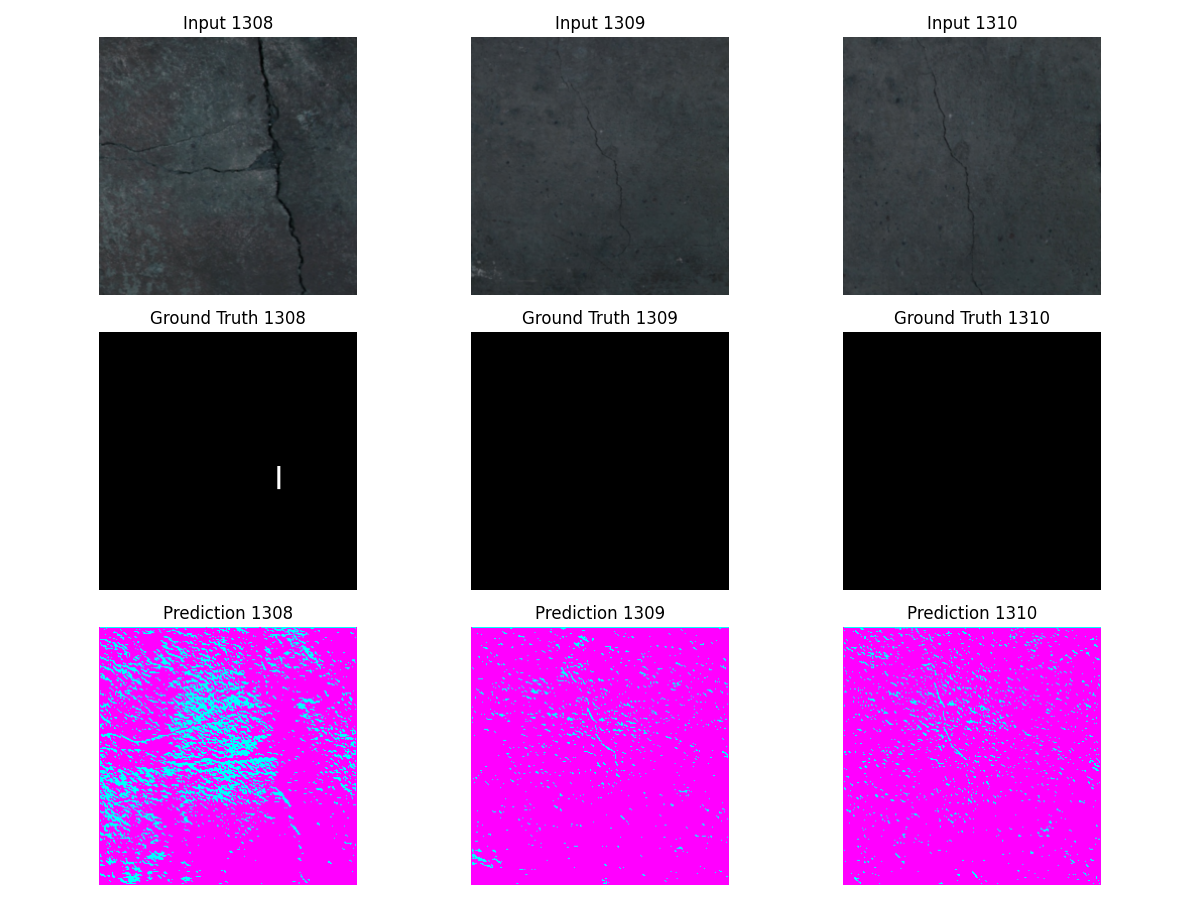 Input 1308
Input 1309
Input 1310
Ground Truth 1308
Ground Truth 1309
Ground Truth 1310
Prediction 1308
Prediction 1309
Prediction 1310